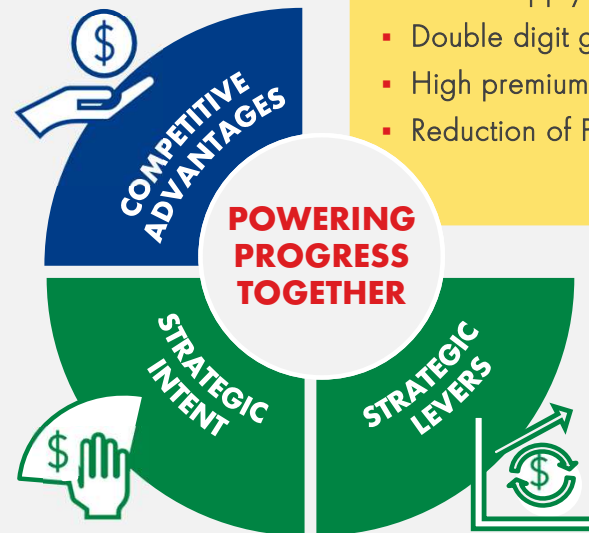 Double digit
High premium
Reduction of
$
COMPETITIVE
ADVANTAGES
POWERING
PROGRESS
TOGETHER
STRATEGIC
INTENT
STRATEGIC
LEVERS
$
$